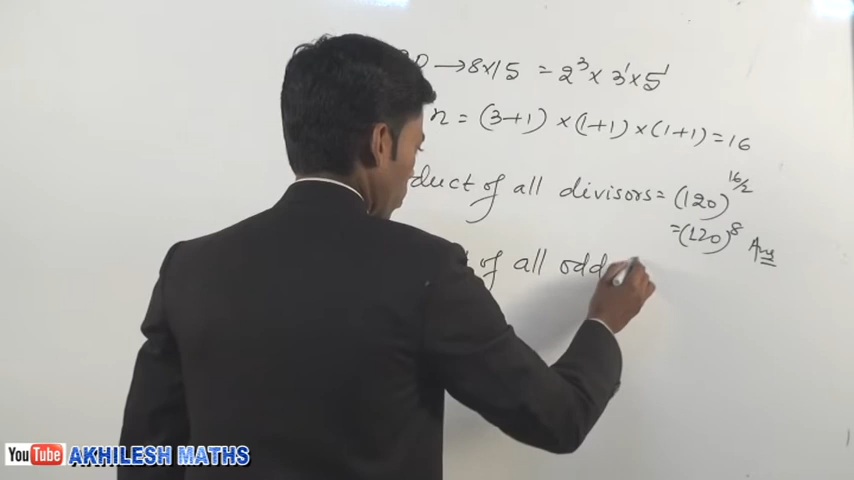 → 8×15 = 2³ × 3¹ × 5¹
n = (3+1) × (1+1) × (1+1) = 16
duct of all divisors = (120)^16/2
= (120)^8 Ans
of all odd
YouTube AKHILESH MATHS